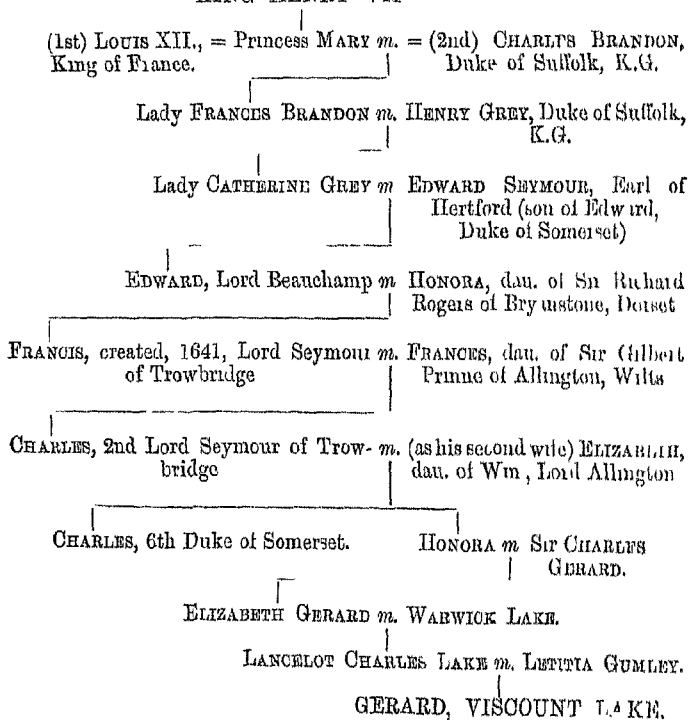 (1st) LOUIS XII., = Princess MARY m. = (2nd) CHARLES BRANDON,
King of France. Duke of Suffolk, K.G.
Lady FRANCES BRANDON m. HENRY GREY, Duke of Suffolk,
K.G.
Lady CATHERINE GREY m EDWARD SEYMOUR, Earl of
Hertford (son of Edward,
Duke of Somerset)
EDWARD, Lord Beauchamp m HONORA, dau. of Sir Richard
Rogers of Bryanstone, Dorset
FRANCIS, created, 1641, Lord Seymour m. FRANCES, dau. of Sir Gilbert
of Trowbridge Prinne of Allington, Wilts
CHARLES, 2nd Lord Seymour of Trow- m. (as his second wife) ELIZABETH,
bridge dau. of Wm, Lord Allington
CHARLES, 6th Duke of Somerset. HONORA m SIR CHARLES
GERARD.
ELIZABETH GERARD m. WARWICK LAKE.
LANCELOT CHARLES LAKE m. LETITIA GUMLEY.
GERARD, VISCOUNT LAKE.